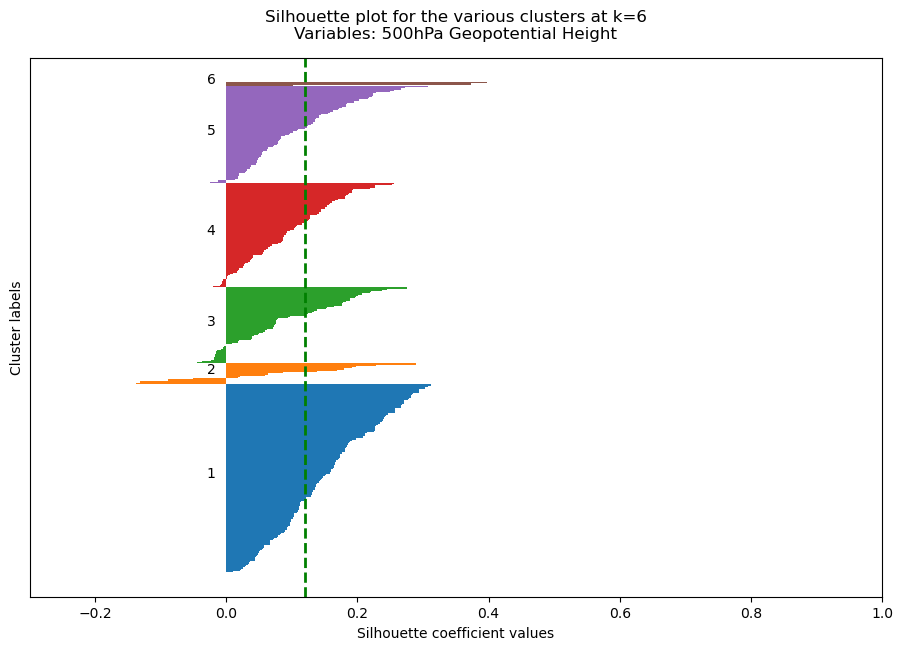 Silhouette plot for the various clusters at k=6
Variables: 500hPa Geopotential Height
6
5
4
3
2
1
Cluster labels
−0.2 0.0 0.2 0.4 0.6 0.8 1.0
Silhouette coefficient values